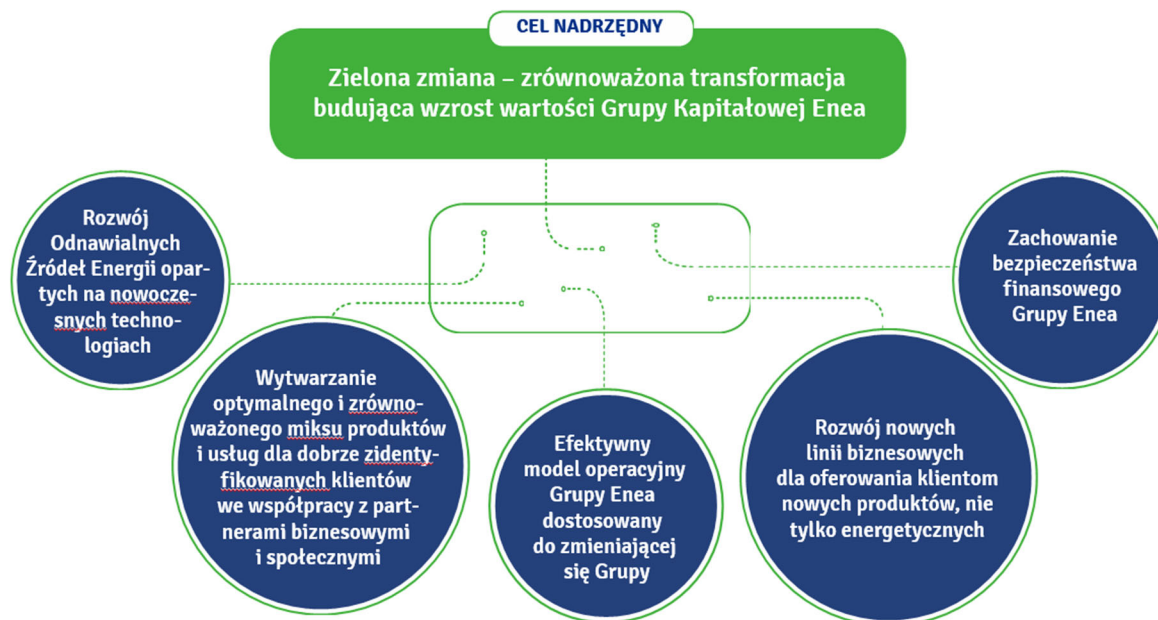 CEL NADRZĘDNY
Zielona zmiana – zrównoważona transformacja
budująca wzrost wartości Grupy Kapitałowej Enea
Rozwój
Odnawialnych
Źródeł Energii opar-
tych na nowocze-
snych techno-
logiach
Wytwarzanie
optymalnego i zrówno-
ważonego miksu produktów
i usług dla dobrze zidenty-
fikowanych klientów
we współpracy z part-
nerami biznesowymi
i społecznymi
Efektywny
model operacyjny
Grupy Enea
dostosowany
do zmieniającej
się Grupy
Rozwój nowych
linii biznesowych
dla oferowania klientom
nowych produktów, nie
tylko energetycznych
Zachowanie
bezpieczeństwa
finansowego
Grupy Enea